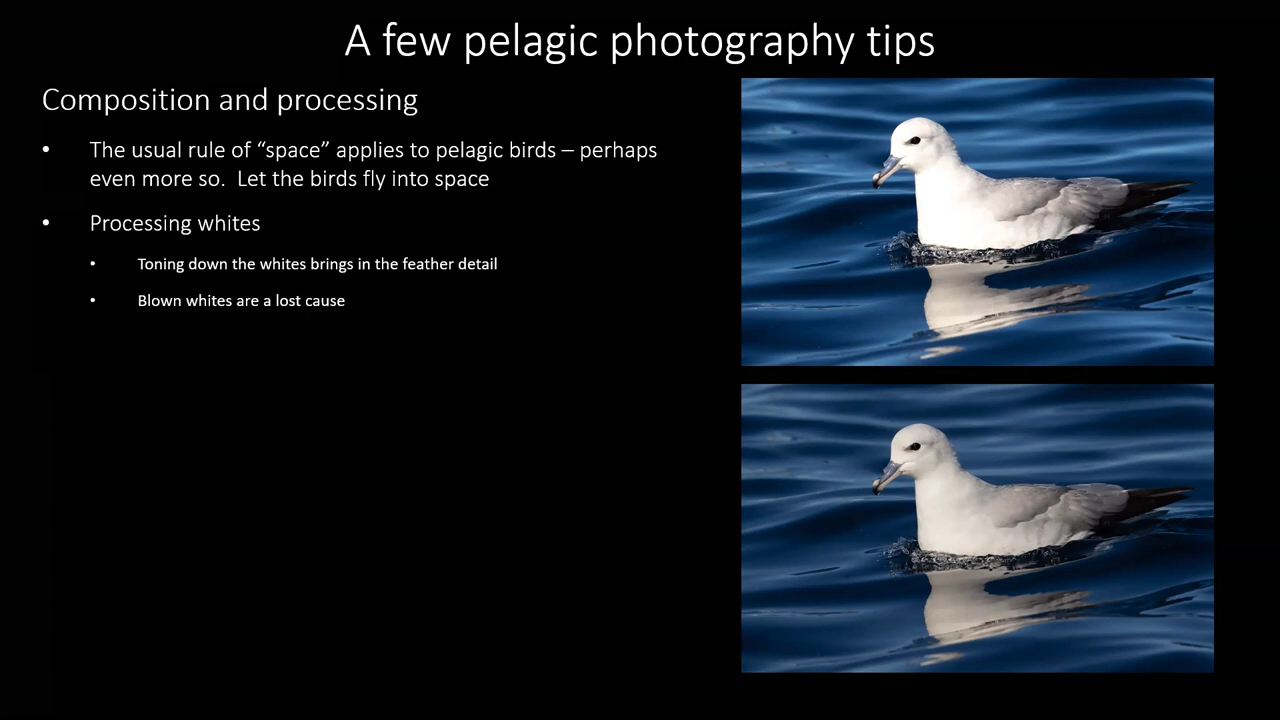 A few pelagic photography tips
Composition and processing
• The usual rule of “space” applies to pelagic birds – perhaps
even more so.  Let the birds fly into space
• Processing whites
• Toning down the whites brings in the feather detail
• Blown whites are a lost cause